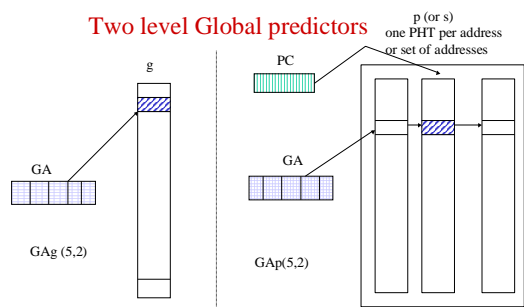 Two level Global predictors
g
GA
GAg (5,2)
p (or s)
one PHT per address
or set of addresses
PC
GA
GAp(5,2)